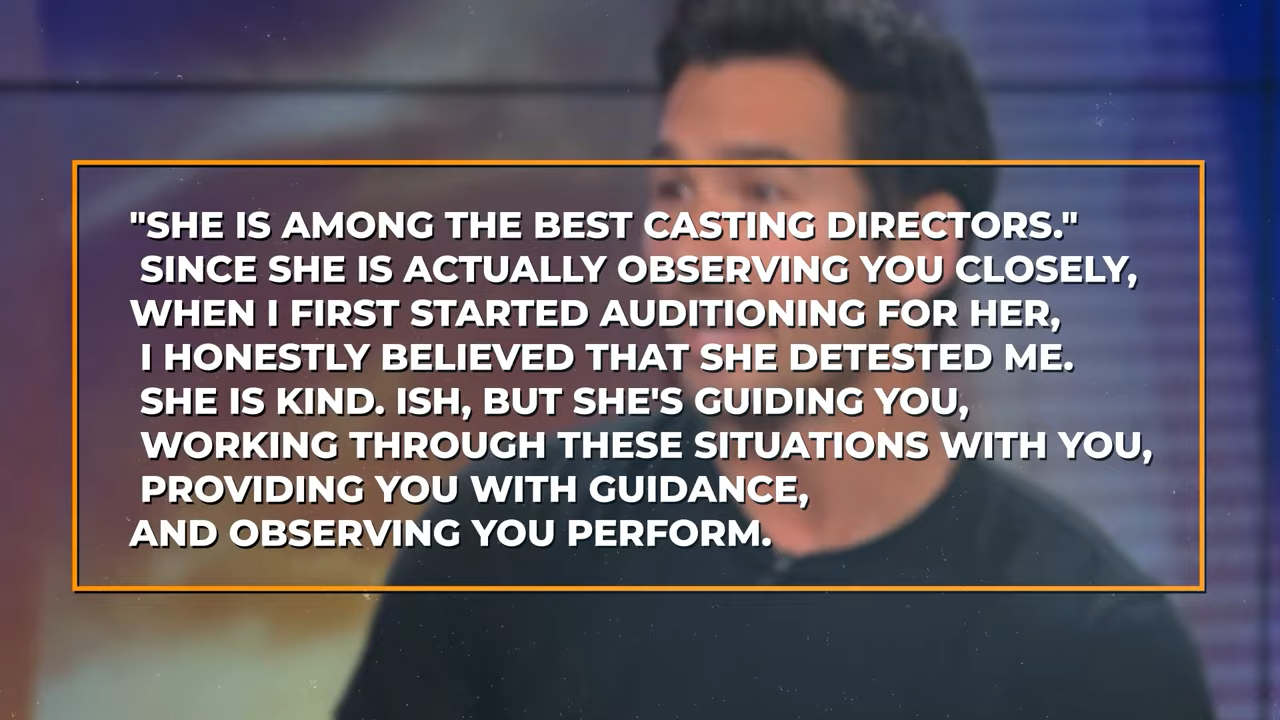 "SHE IS AMONG THE BEST CASTING DIRECTORS."
SINCE SHE IS ACTUALLY OBSERVING YOU CLOSELY,
WHEN I FIRST STARTED AUDITIONING FOR HER,
I HONESTLY BELIEVED THAT SHE DETESTED ME.
SHE IS KIND. ISH, BUT SHE'S GUIDING YOU,
WORKING THROUGH THESE SITUATIONS WITH YOU,
PROVIDING YOU WITH GUIDANCE,
AND OBSERVING YOU PERFORM.